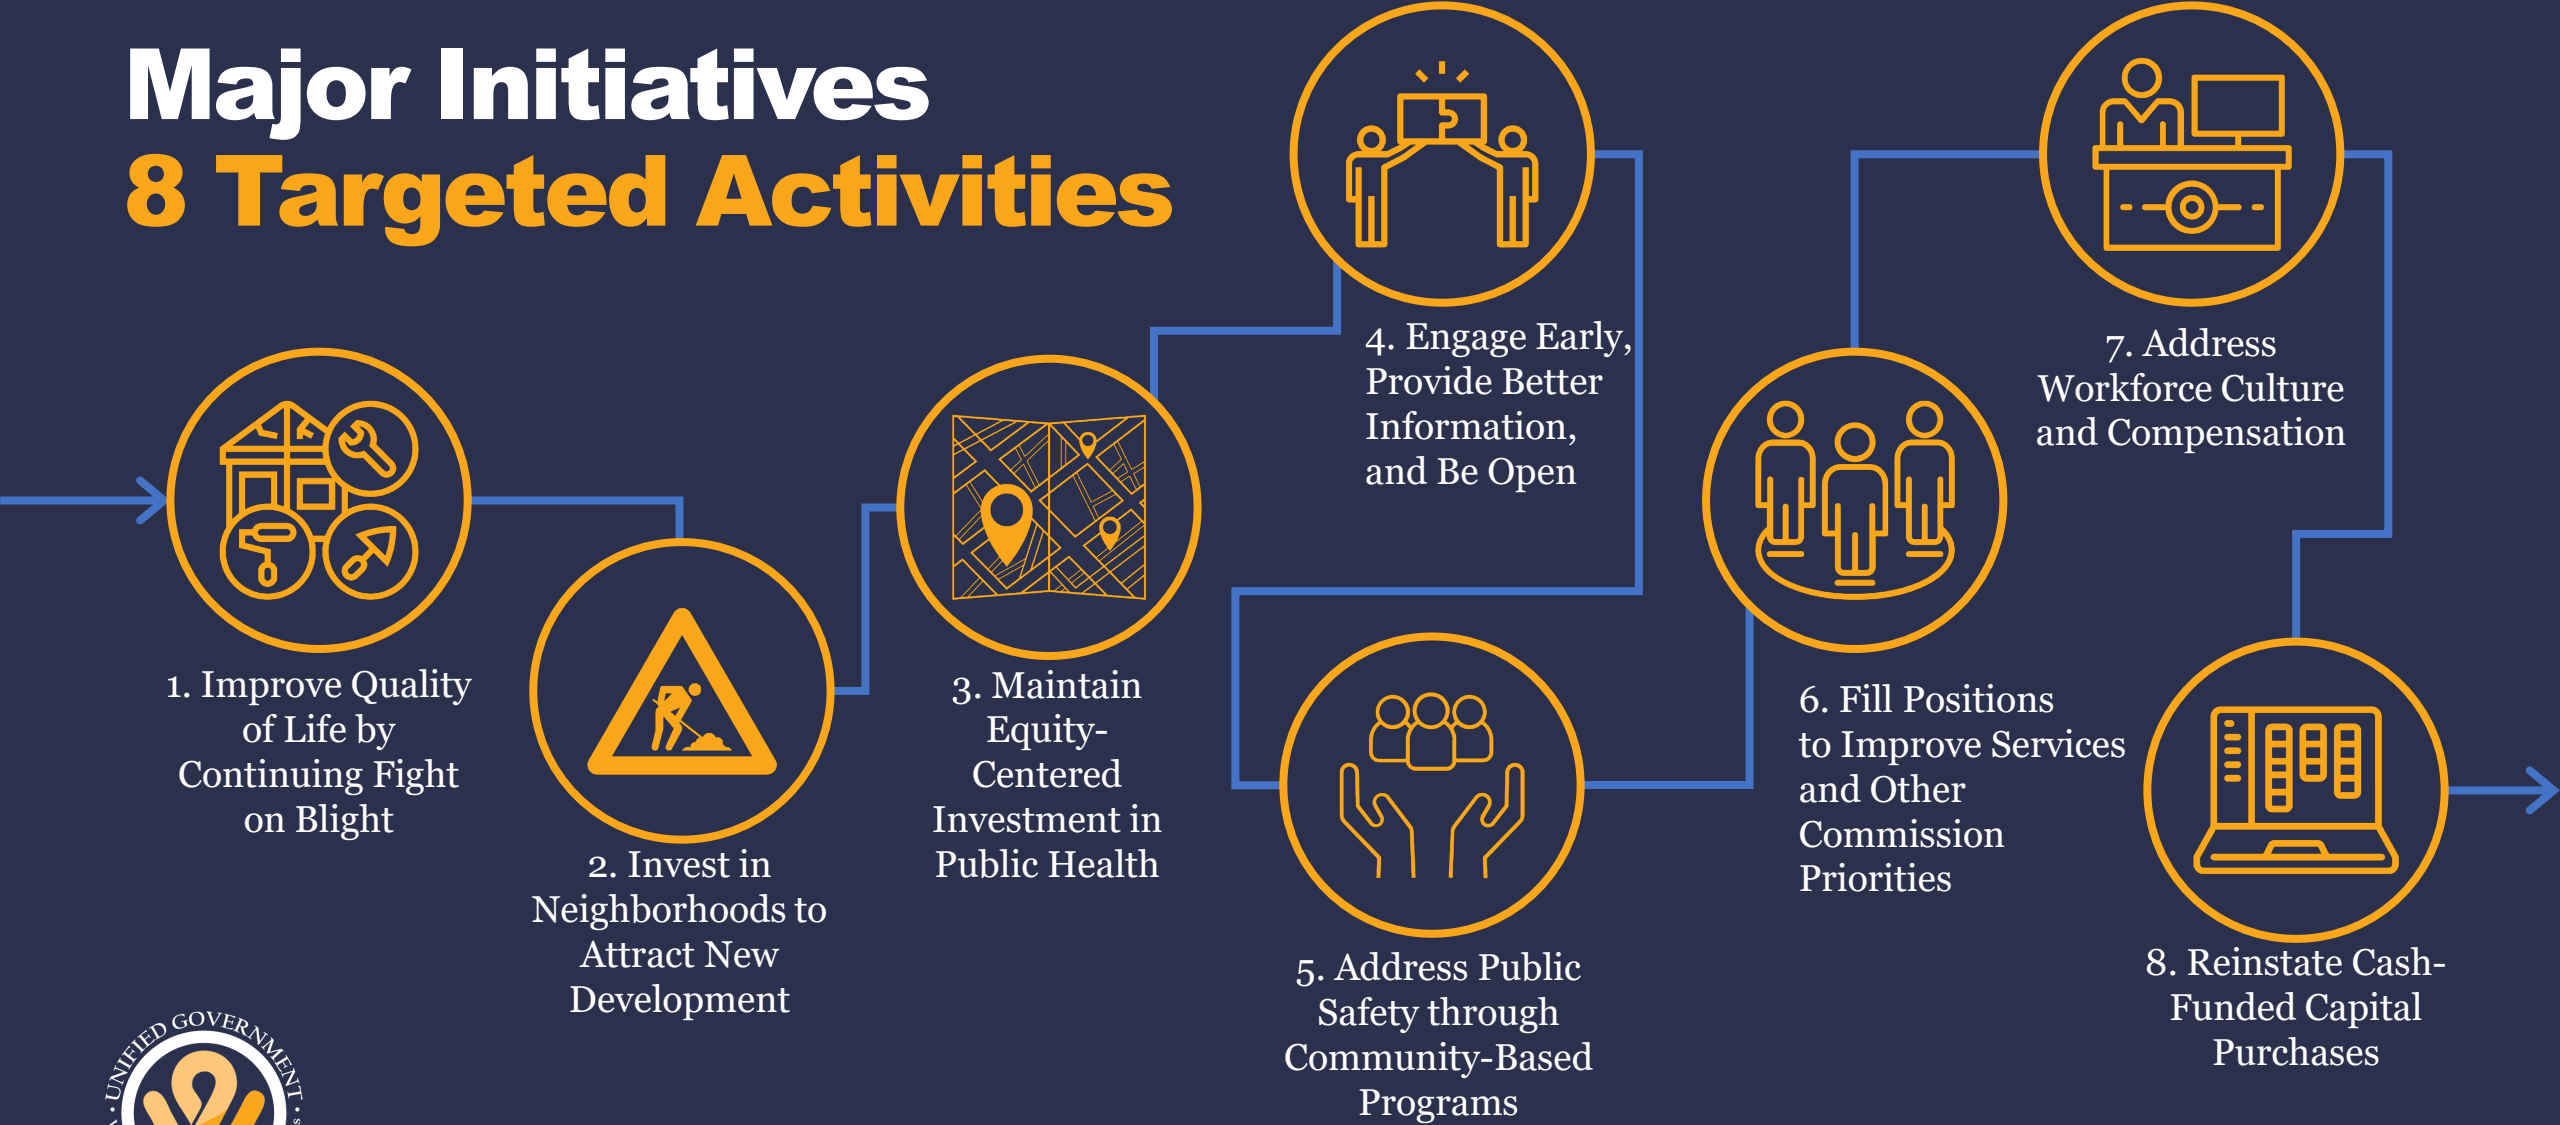 Major Initiatives
8 Targeted Activities
1. Improve Quality
of Life by
Continuing Fight
on Blight
2. Invest in
Neighborhoods to
Attract New
Development
3. Maintain
Equity-
Centered
Investment in
Public Health
4. Engage Early,
Provide Better
Information,
and Be Open
5. Address Public
Safety through
Community-Based
Programs
6. Fill Positions
to Improve Services
and Other
Commission
Priorities
7. Address
Workforce Culture
and Compensation
8. Reinstate Cash-
Funded Capital
Purchases
UNIFIED GOVERNMENT